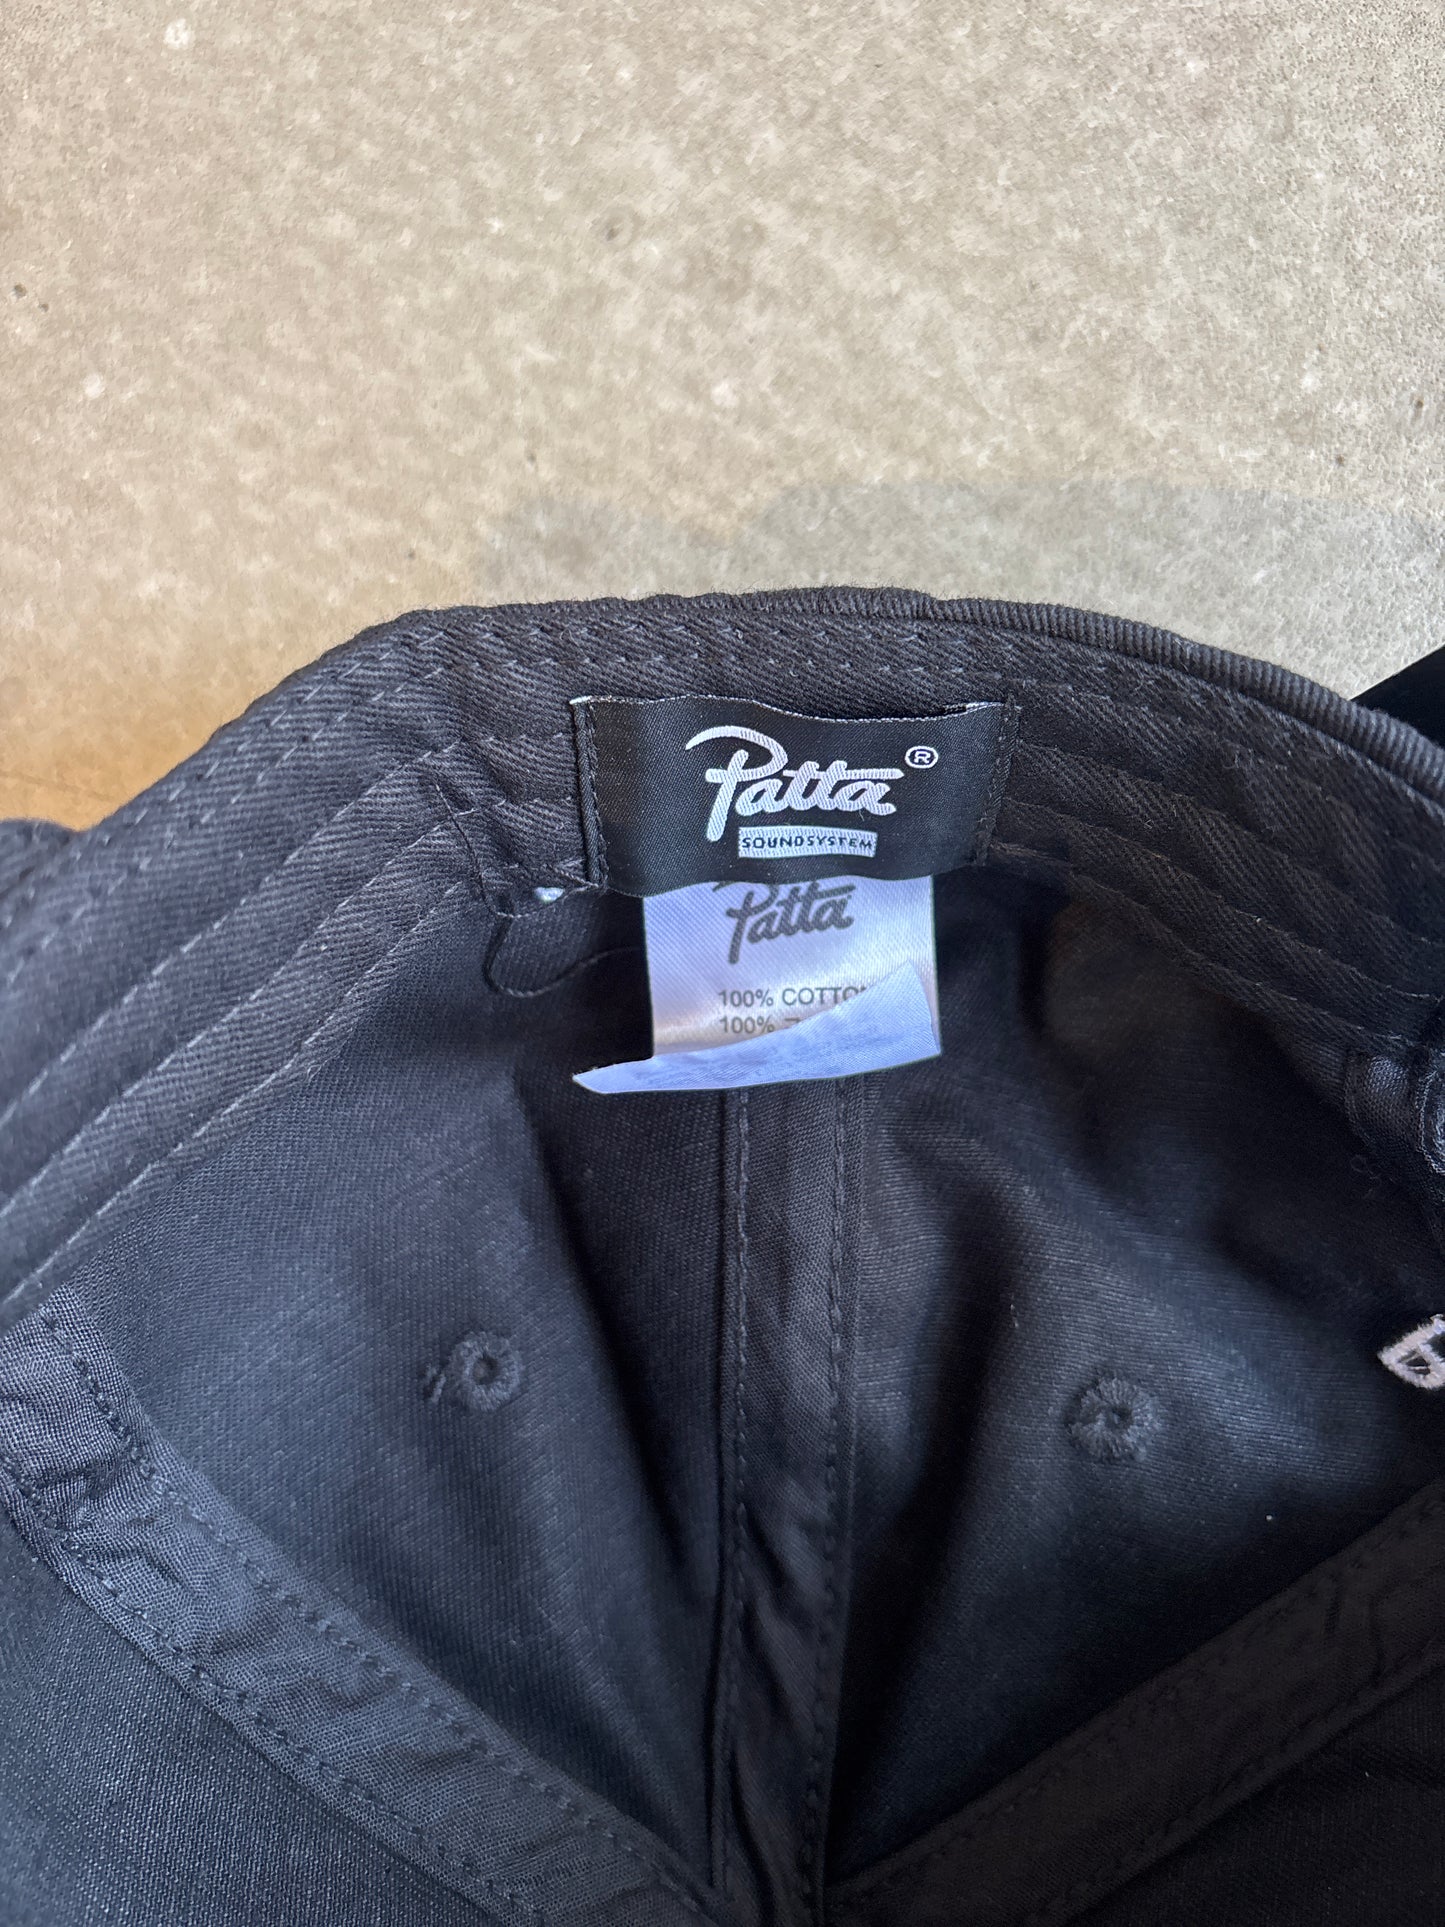 Patta®
SOUNDSYSTEM
Patta
100% COTTON
100%